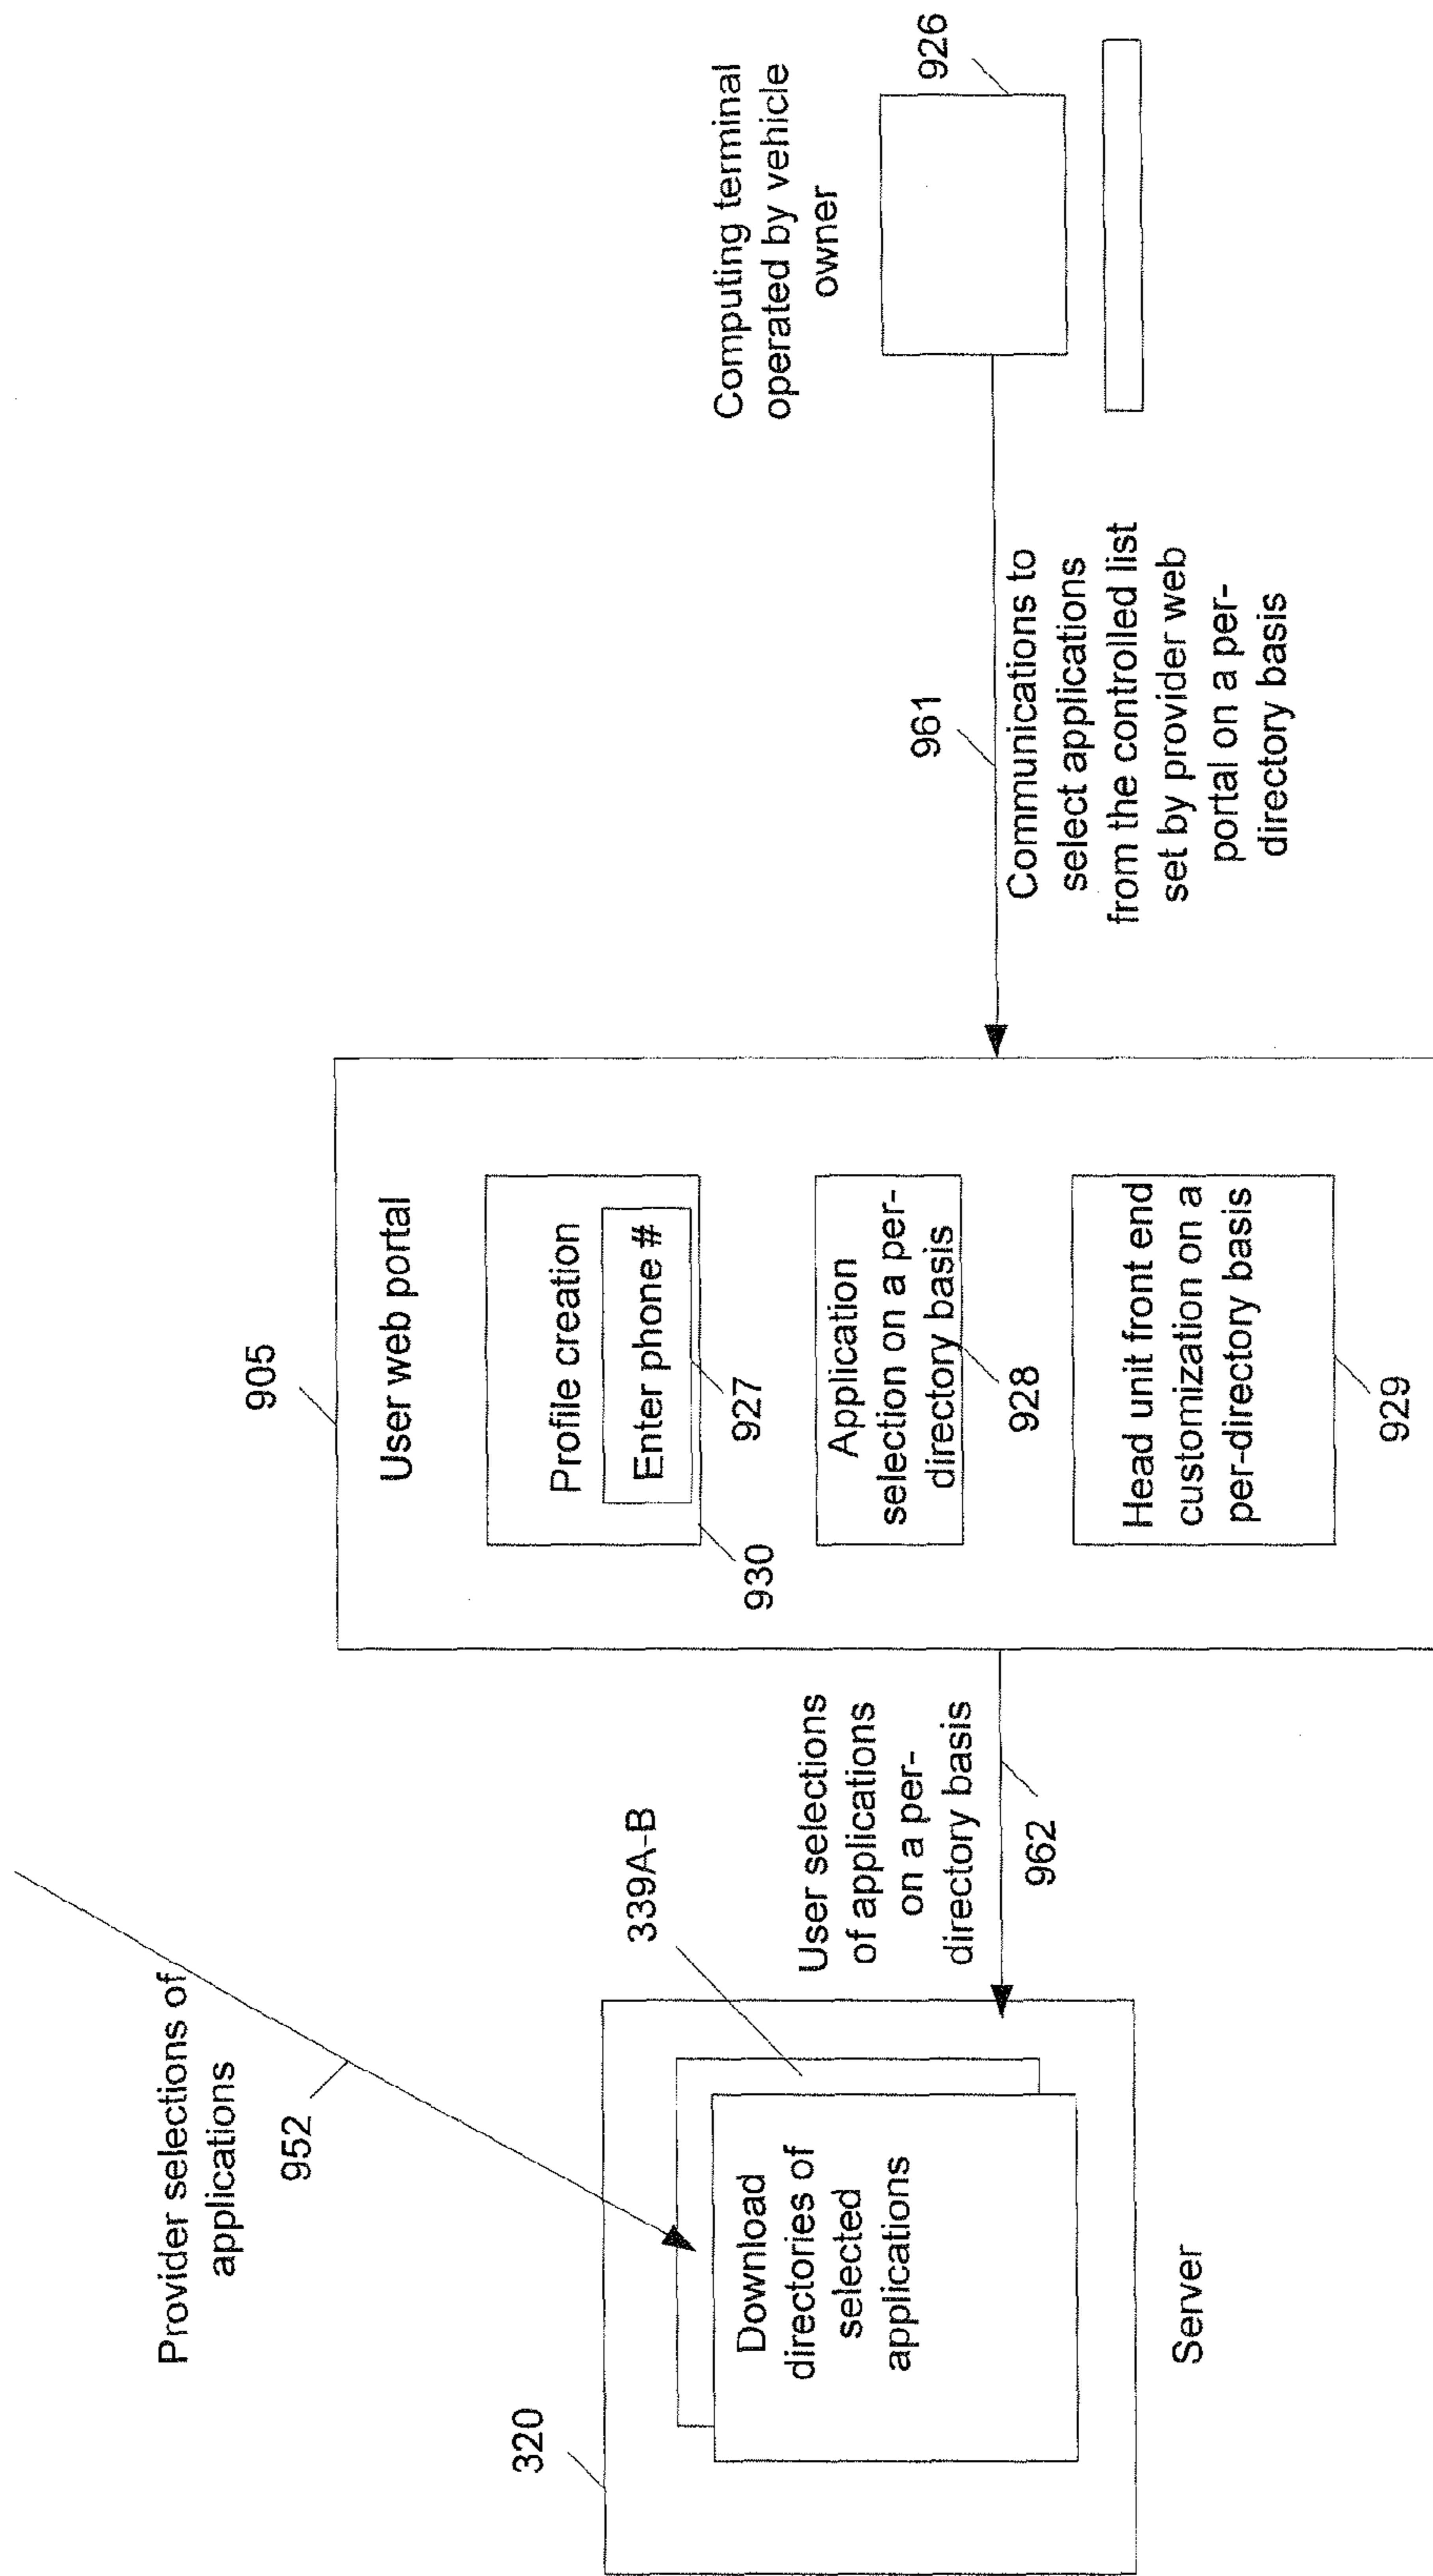 Provider selections of
applications
952
320
Download
directories of
selected
applications
Server
339A-B
User selections
of applications
on a per-
directory basis
962
905
User web portal
Profile creation
Enter phone #
927
930
Application
selection on a per-
directory basis
928
Head unit front end
customization on a
per-directory basis
929
961
Communications to
select applications
from the controlled list
set by provider web
portal on a per-
directory basis
Computing terminal
operated by vehicle
owner
926